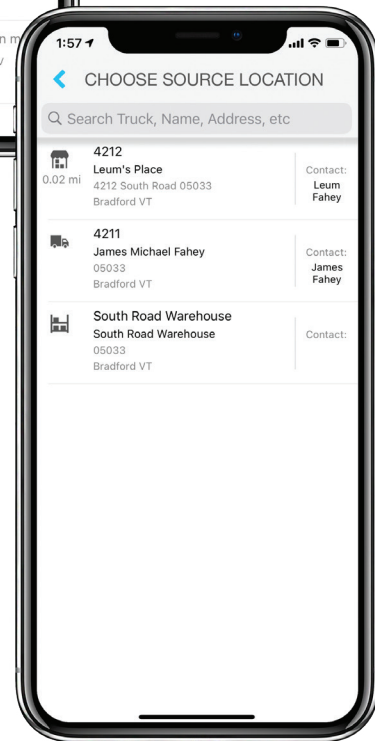 1:57
CHOOSE SOURCE LOCATION
Search Truck, Name, Address, etc
4212
Leum's Place
4212 South Road 05033
Bradford VT
0.02 mi
Contact:
Leum
Fahey
4211
James Michael Fahey
05033
Bradford VT
Contact:
James
Fahey
South Road Warehouse
South Road Warehouse
05033
Bradford VT
Contact: